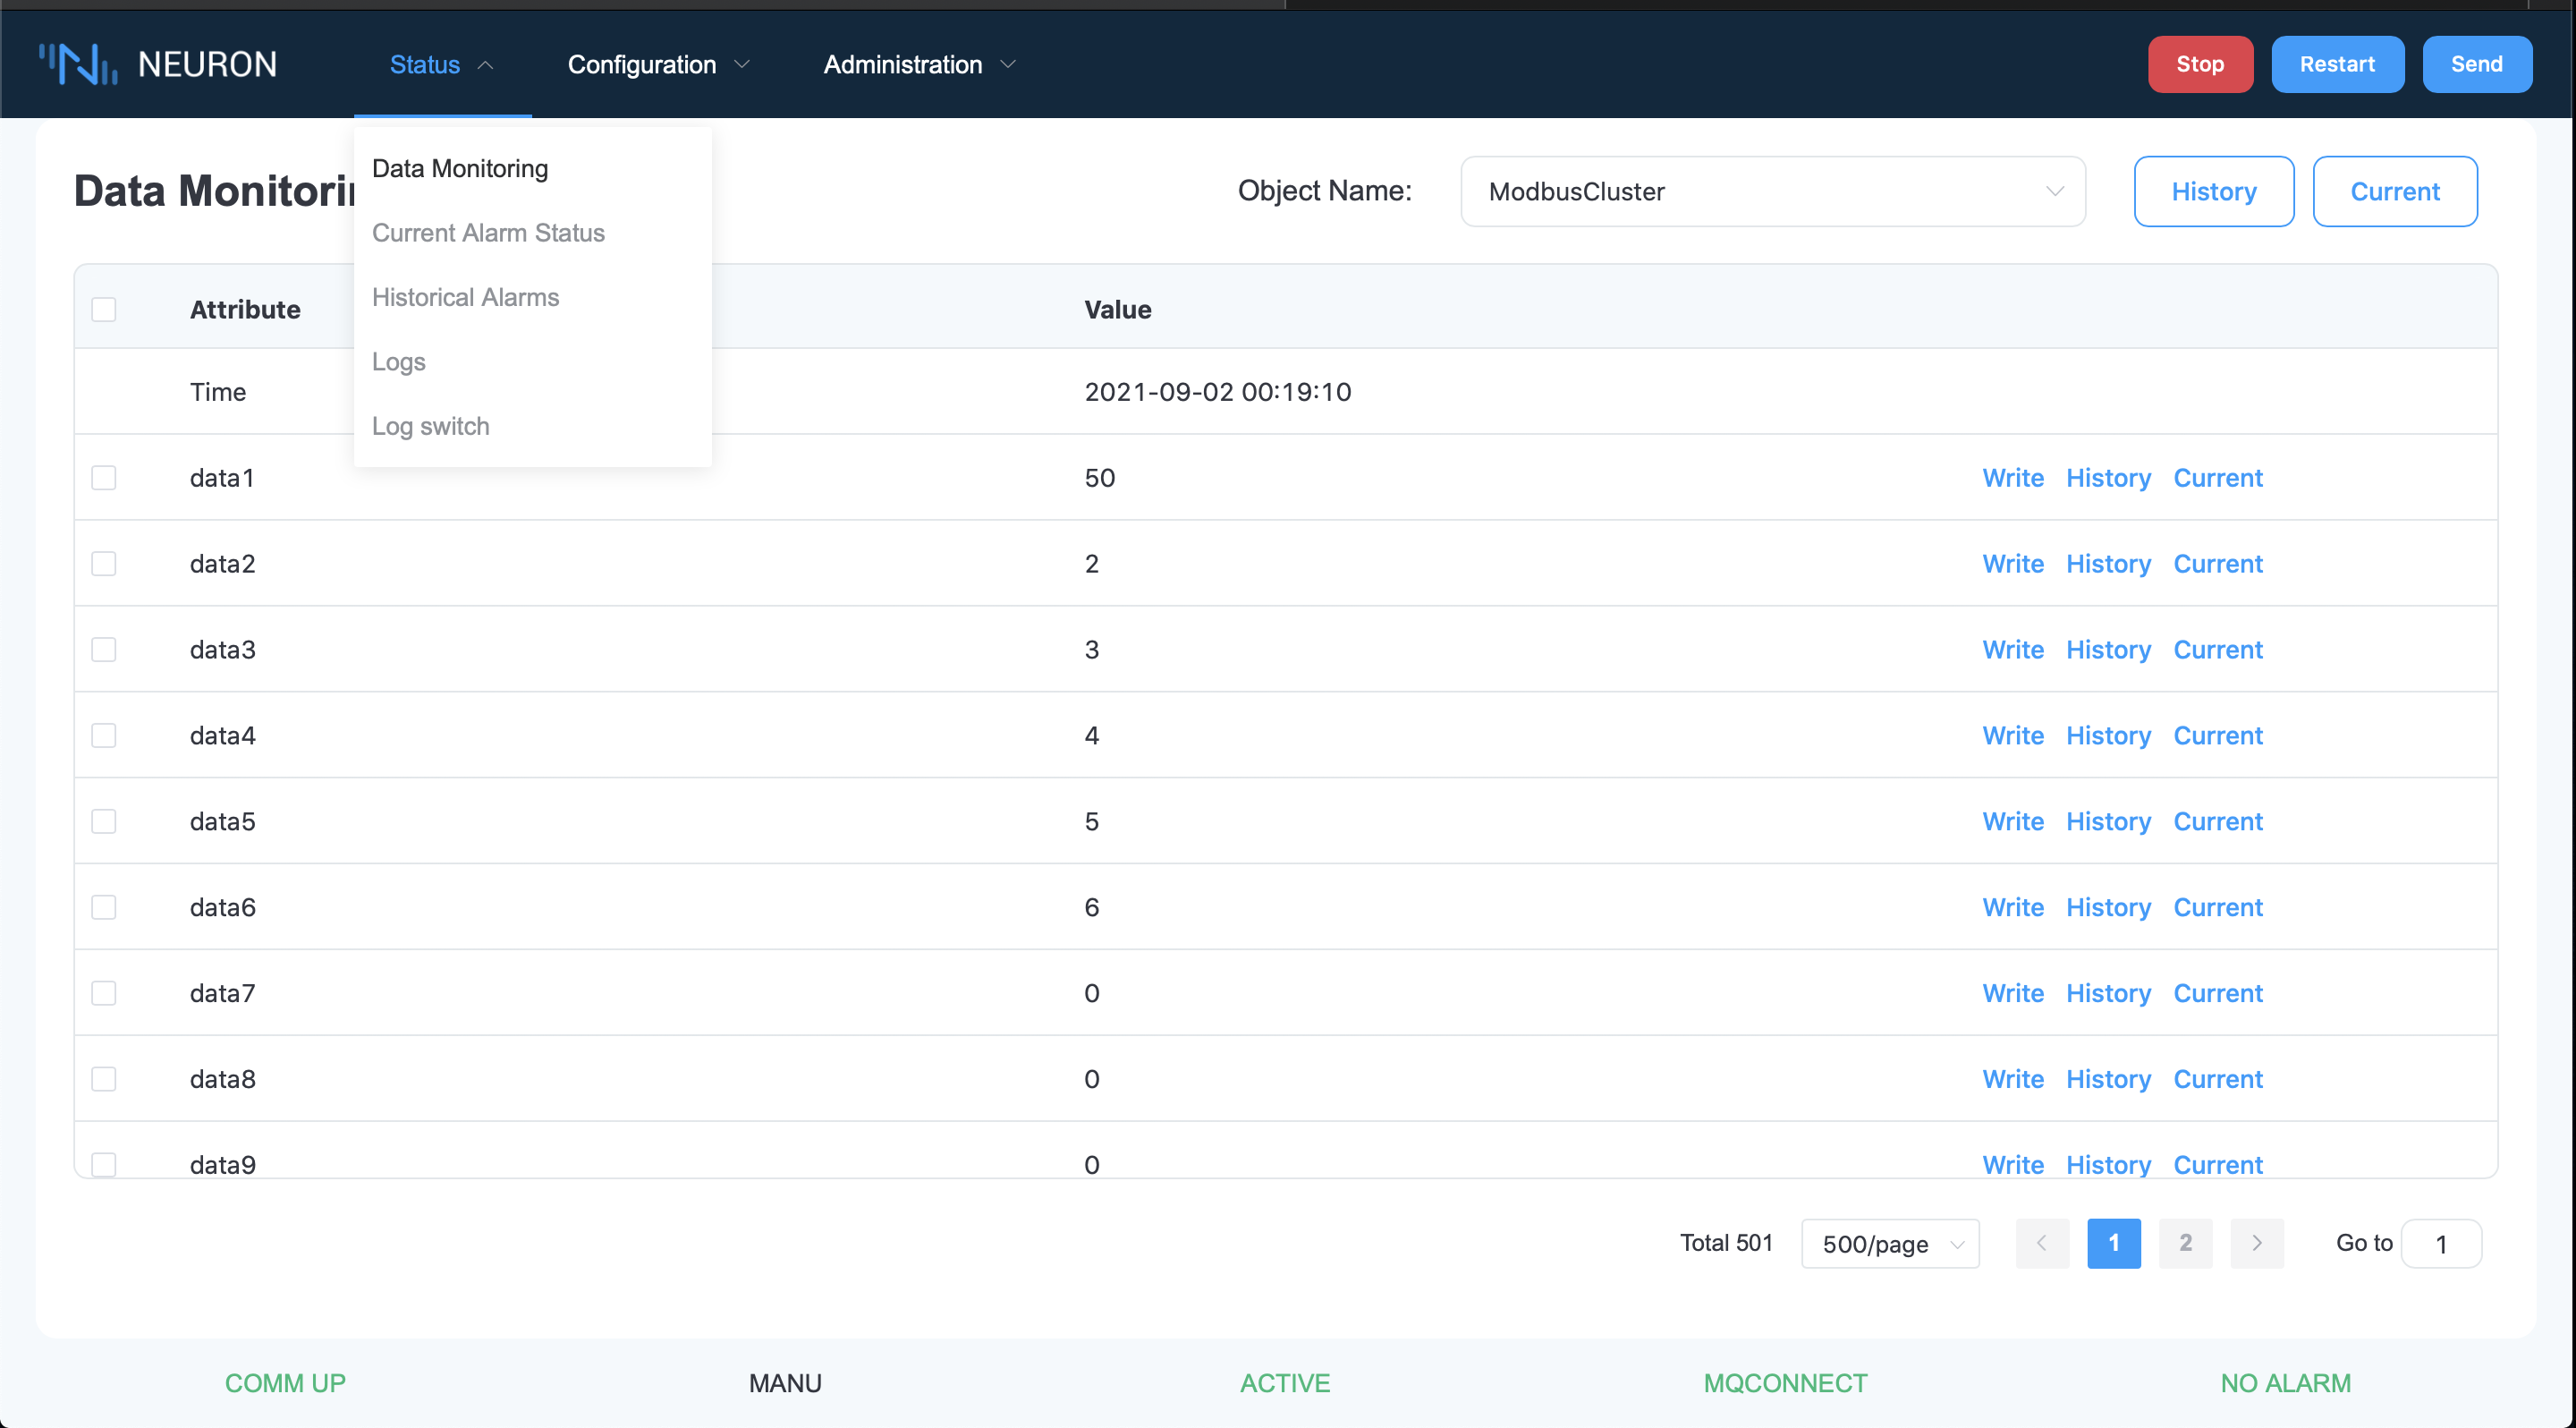 NEURON Status Configuration Administration Stop Restart Send
Data Monitorin Object Name: ModbusCluster History Current
Data Monitoring
Current Alarm Status
Historical Alarms
Logs
Log switch
Attribute Value
Time 2021-09-02 00:19:10
data1 50 Write History Current
data2 2 Write History Current
data3 3 Write History Current
data4 4 Write History Current
data5 5 Write History Current
data6 6 Write History Current
data7 0 Write History Current
data8 0 Write History Current
data9 0 Write History Current
Total 501 500/page 1 2 Go to 1
COMM UP MANU ACTIVE MQCONNECT NO ALARM